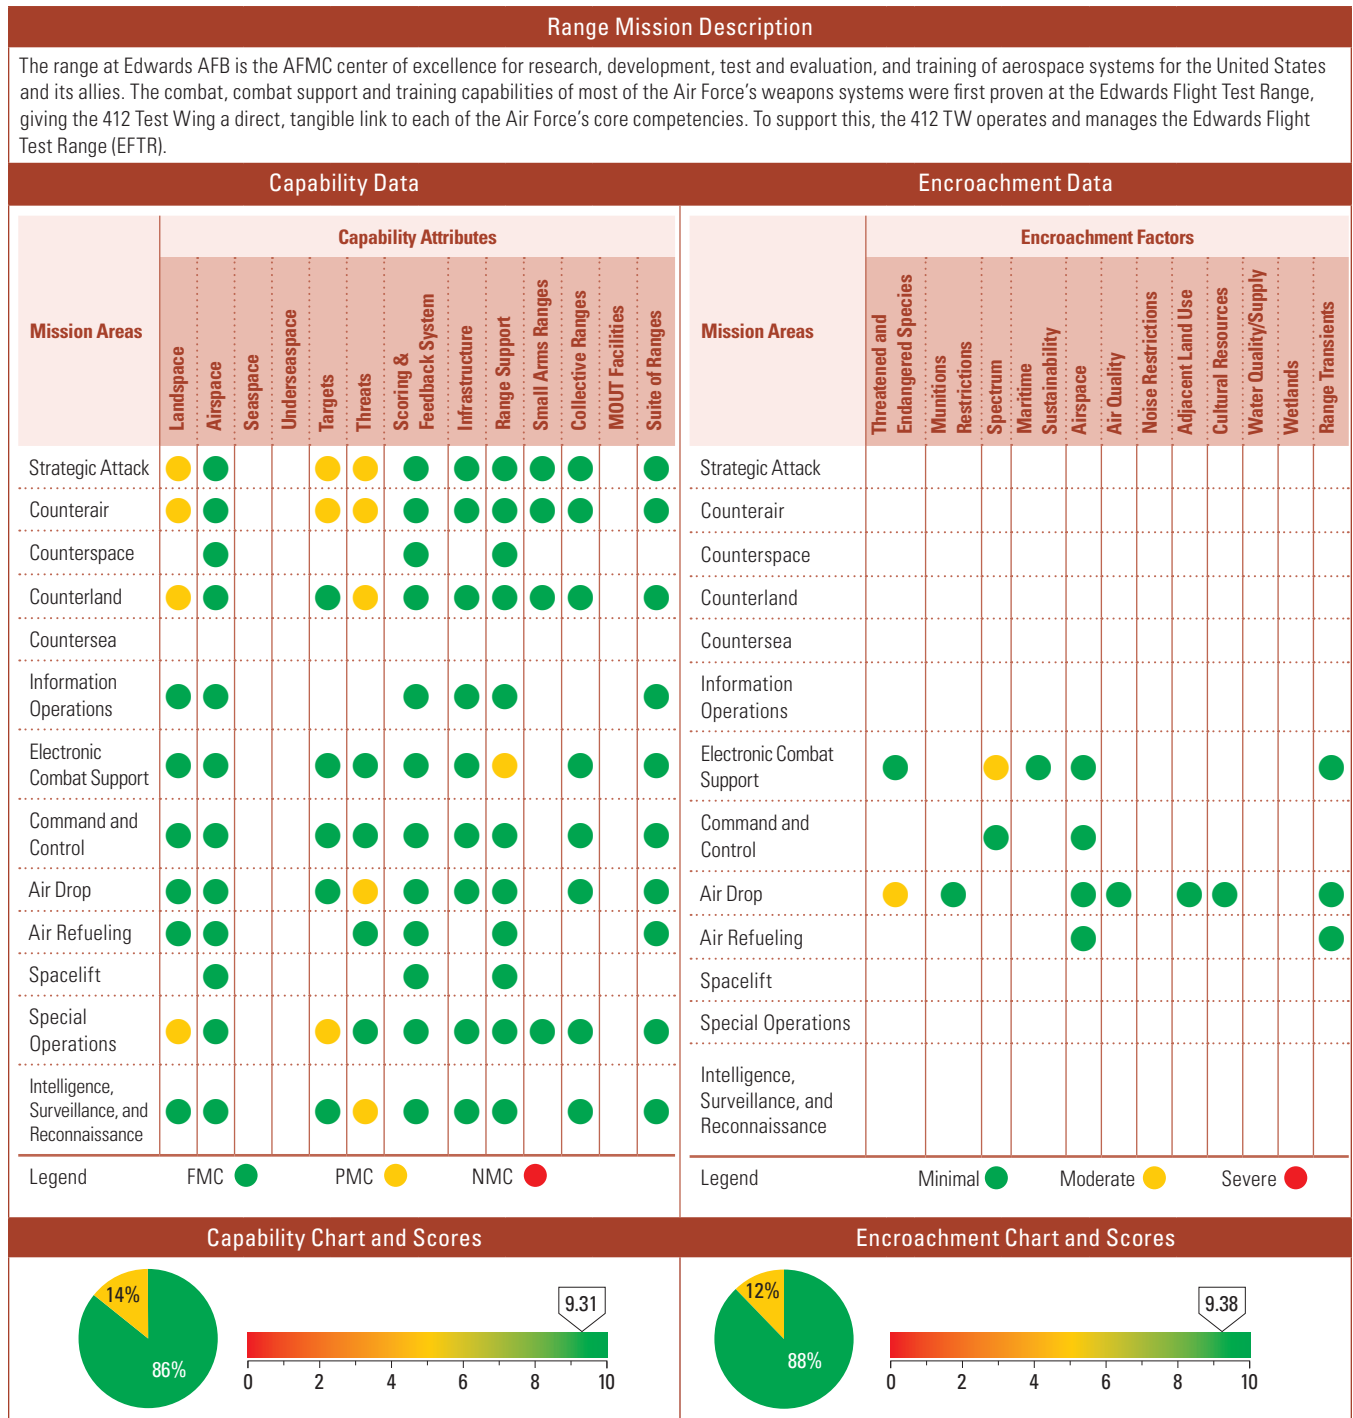 Range Mission Description
The range at Edwards AFB is the AFMC center of excellence for research, development, test and evaluation, and training of aerospace systems for the United States
and its allies. The combat, combat support and training capabilities of most of the Air Force's weapons systems were first proven at the Edwards Flight Test Range,
giving the 412 Test Wing a direct, tangible link to each of the Air Force's core competencies. To support this, the 412 TW operates and manages the Edwards Flight
Test Range (EFTR).
Capability Data
Mission Areas
Capability Attributes
Landspace
Airspace
Seaspace
Underseaspace
Targets
Threats
Scoring &
Feedback System
Infrastructure
Range Support
Small Arms Ranges
Collective Ranges
MOUT Facilities
Suite of Ranges
Strategic Attack
Counterair
Counterspace
Counterland
Countersea
Information
Operations
Electronic
Combat Support
Command and
Control
Air Drop
Air Refueling
Spacelift
Special
Operations
Intelligence,
Surveillance, and
Reconnaissance
Legend
FMC
PMC
NMC
Encroachment Data
Mission Areas
Encroachment Factors
Threatened and
Endangered Species
Munitions
Restrictions
Spectrum
Maritime
Sustainability
Airspace
Air Quality
Noise Restrictions
Adjacent Land Use
Cultural Resources
Water Quality/Supply
Wetlands
Range Transients
Strategic Attack
Counterair
Counterspace
Counterland
Countersea
Information
Operations
Electronic Combat
Support
Command and
Control
Air Drop
Air Refueling
Spacelift
Special Operations
Intelligence,
Surveillance, and
Reconnaissance
Legend
Minimal
Moderate
Severe
Capability Chart and Scores
14%
86%
9.31
0 2 4 6 8 10
Encroachment Chart and Scores
12%
88%
9.38
0 2 4 6 8 10